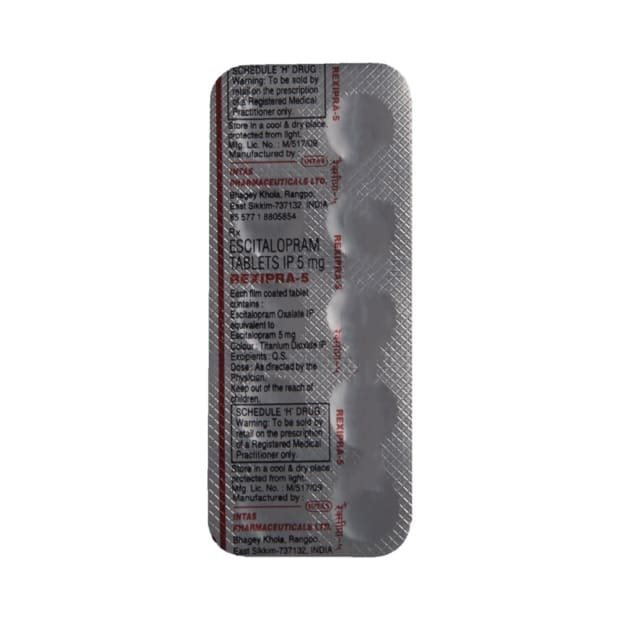 SCHEDULE 'H' DRUG
Warning: To be sold by
retail on the prescription
of a Registered Medical
Practitioner only.
Store in a cool & dry place,
protected from light.
Mfg. Lic. No. : M/517/09
Manufactured by :
INTAS
INTAS
PHARMACEUTICALS LTD.
Bhagey Khola, Rangpo,
East Sikkim-737132, INDIA
85 577 1 8805854
Rx
ESCITALOPRAM
TABLETS IP 5 mg
REXIPRA-5
Each film coated tablet
contains :
Escitalopram Oxalate IP
equivalent to
Escitalopram 5 mg
Colour : Titanium Dioxide IP
Excipients : Q.S.
Dose : As directed by the
Physician.
Keep out of the reach of
children.
SCHEDULE 'H' DRUG
Warning: To be sold by
retail on the prescription
of a Registered Medical
Practitioner only.
Store in a cool & dry place,
protected from light.
Mfg. Lic. No. : M/517/09
Manufactured by :
INTAS
INTAS
PHARMACEUTICALS LTD.
Bhagey Khola, Rangpo,
East Sikkim-737132, INDIA
REXIPRA-5
REXIPRA-5
REXIPRA-5